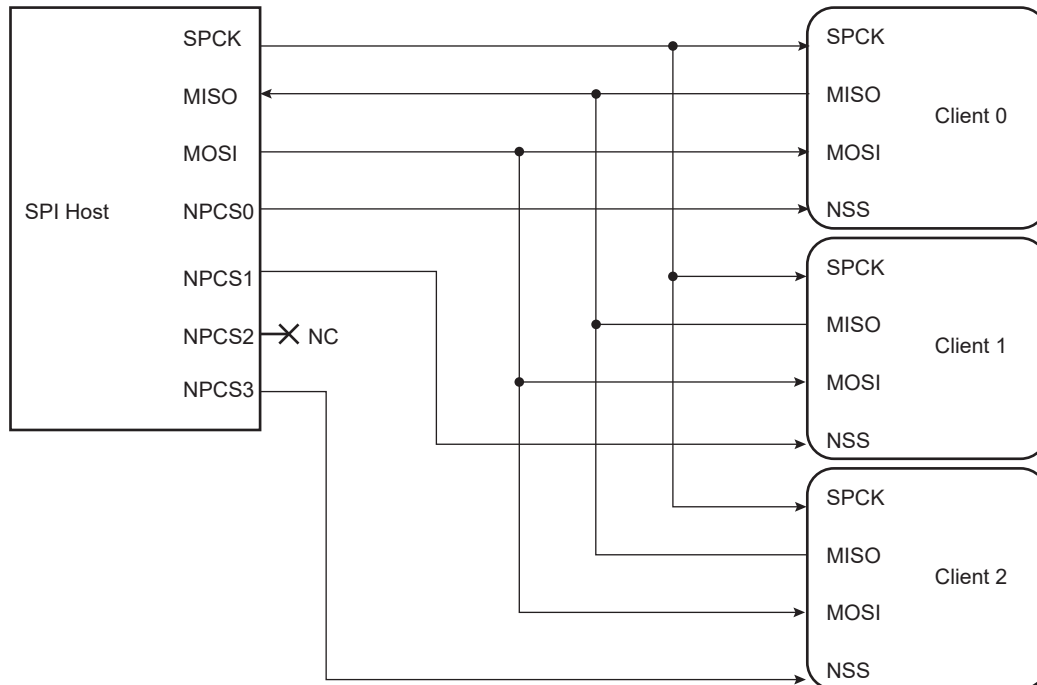 SPI Host
SPCK
MISO
MOSI
NPCS0
NPCS1
NPCS2
NC
NPCS3
SPCK
MISO
Client 0
MOSI
NSS
SPCK
MISO
Client 1
MOSI
NSS
SPCK
MISO
Client 2
MOSI
NSS